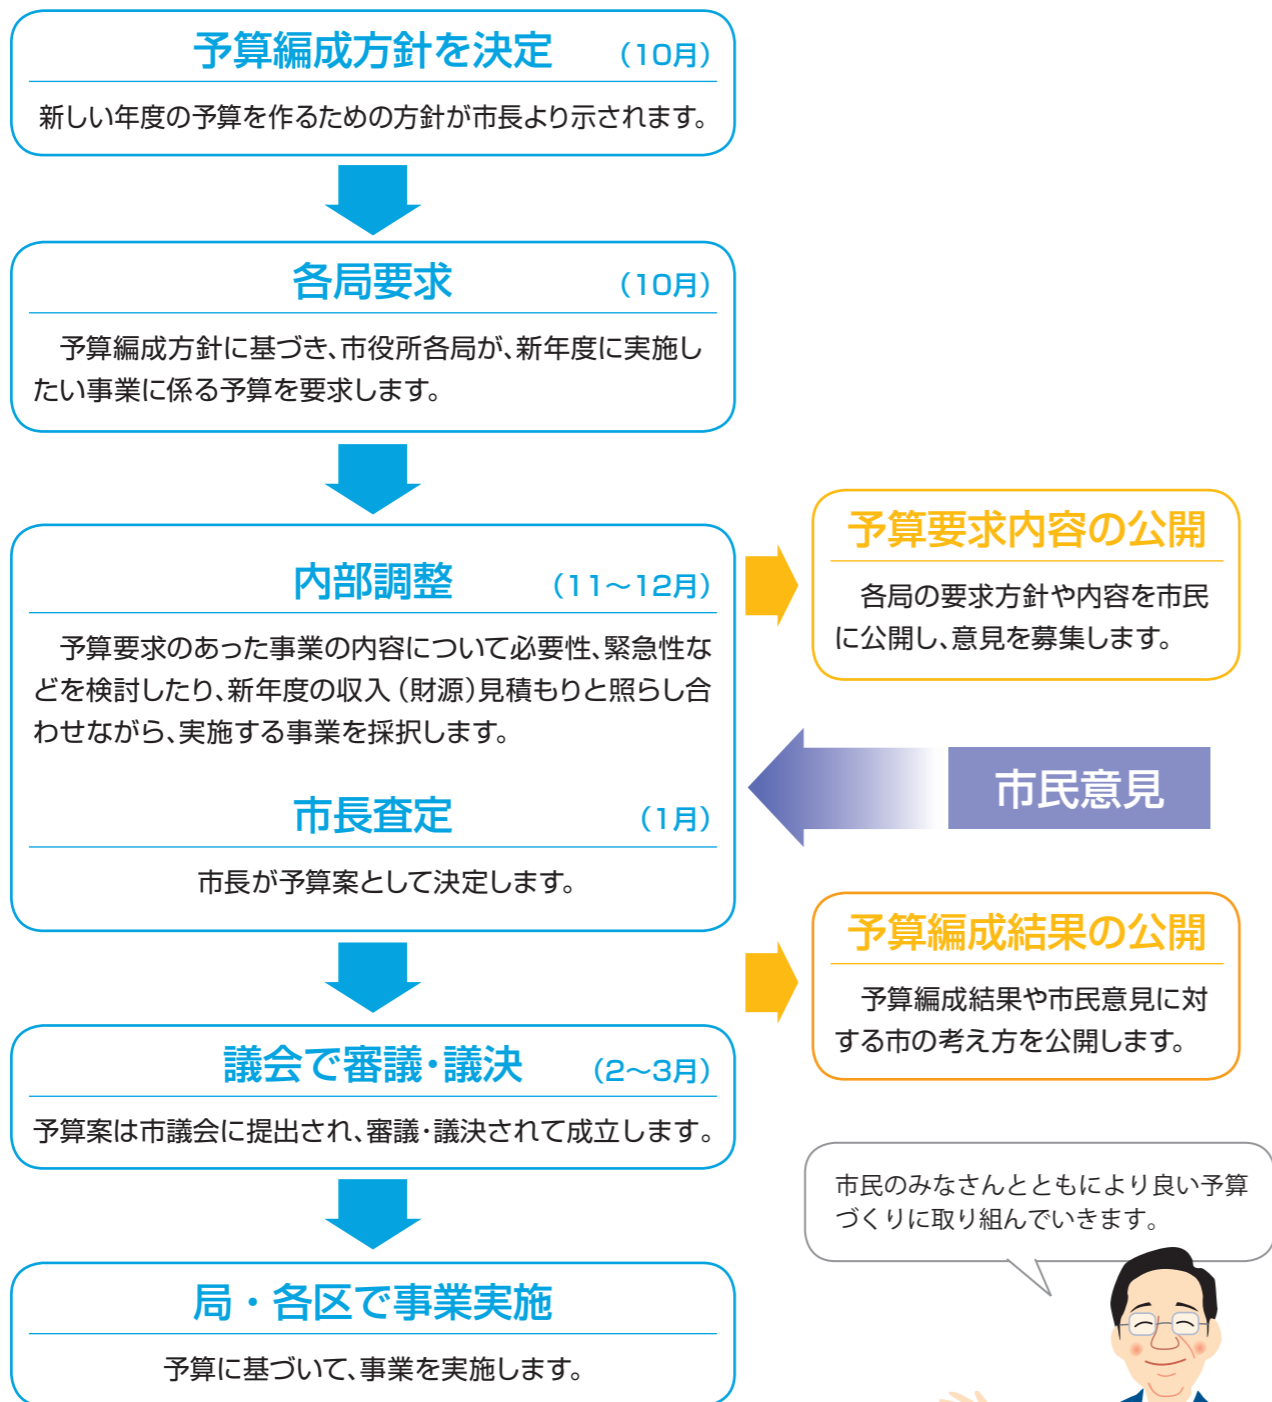 予算編成方針を決定 (10月)
新しい年度の予算を作るための方針が市長より示されます。
各局要求 (10月)
予算編成方針に基づき、市役所各局が、新年度に実施し
たい事業に係る予算を要求します。
内部調整 (11〜12月)
予算要求のあった事業の内容について必要性、緊急性な
どを検討したり、新年度の収入(財源)見積もりと照らし合
わせながら、実施する事業を採択します。
予算要求内容の公開
各局の要求方針や内容を市民
に公開し、意見を募集します。
市民意見
市長査定 (1月)
市長が予算案として決定します。
予算編成結果の公開
予算編成結果や市民意見に対
する市の考え方を公開します。
議会で審議・議決 (2〜3月)
予算案は市議会に提出され、審議・議決されて成立します。
局・各区で事業実施
予算に基づいて、事業を実施します。
市民のみなさんとともにより良い予算
づくりに取り組んでいきます。